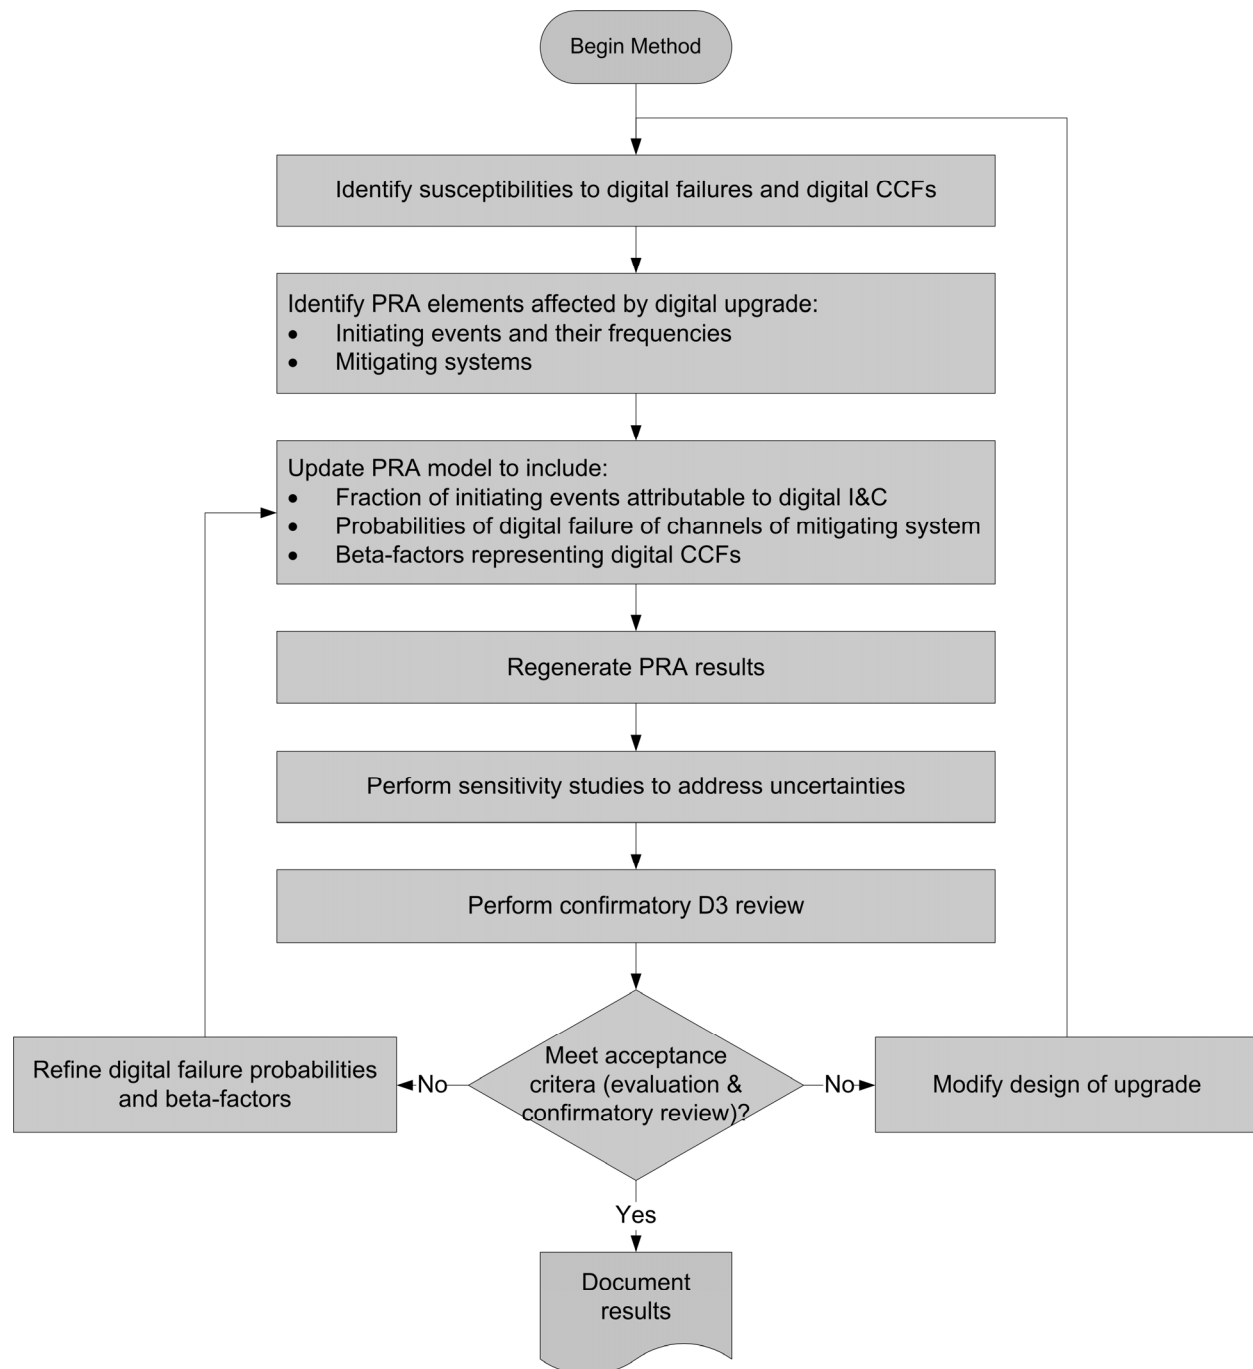 Begin Method
Identify susceptibilities to digital failures and digital CCFs
Identify PRA elements affected by digital upgrade:
• Initiating events and their frequencies
• Mitigating systems
Update PRA model to include:
• Fraction of initiating events attributable to digital I&C
• Probabilities of digital failure of channels of mitigating system
• Beta-factors representing digital CCFs
Regenerate PRA results
Perform sensitivity studies to address uncertainties
Perform confirmatory D3 review
Refine digital failure probabilities
and beta-factors
No
Meet acceptance
critera (evaluation &
confirmatory review)?
No
Modify design of upgrade
Yes
Document
results